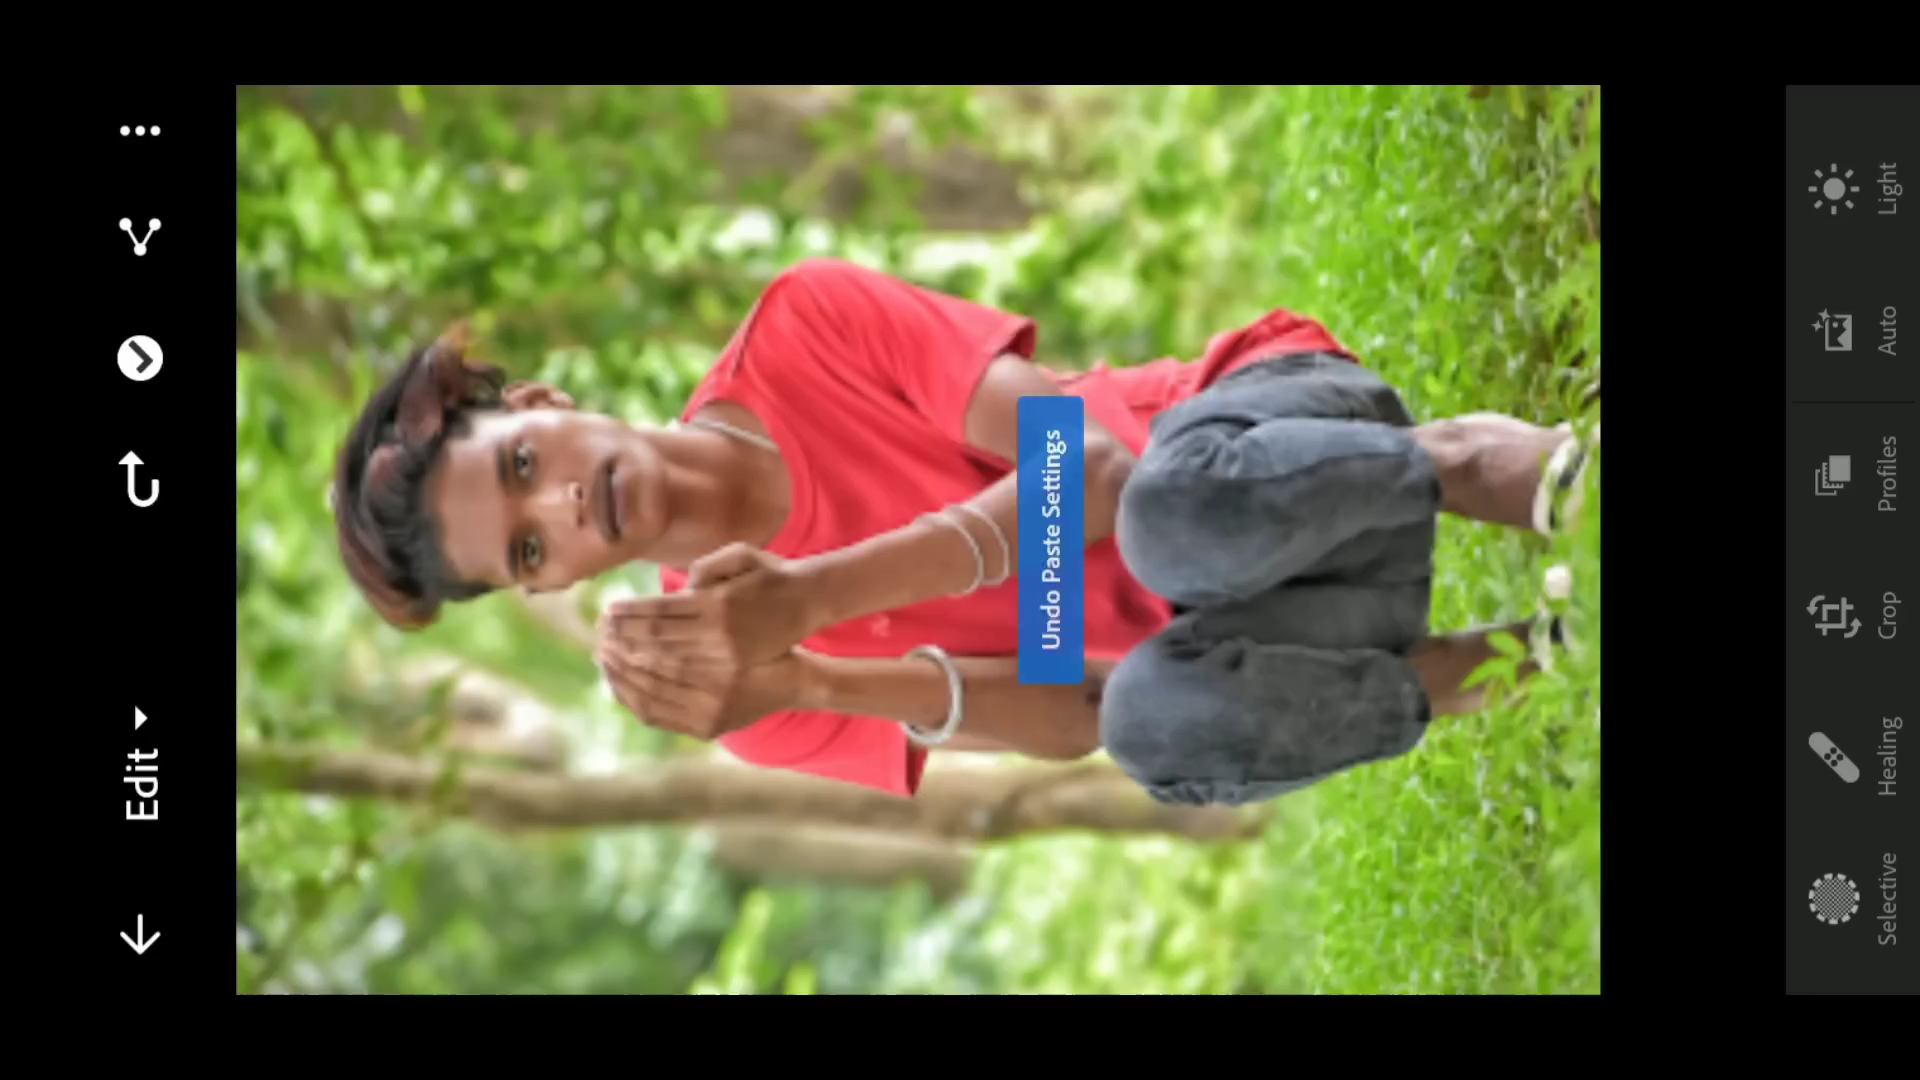 Edit
Undo Paste Settings
Selective
Healing
Crop
Profiles
Auto
Light